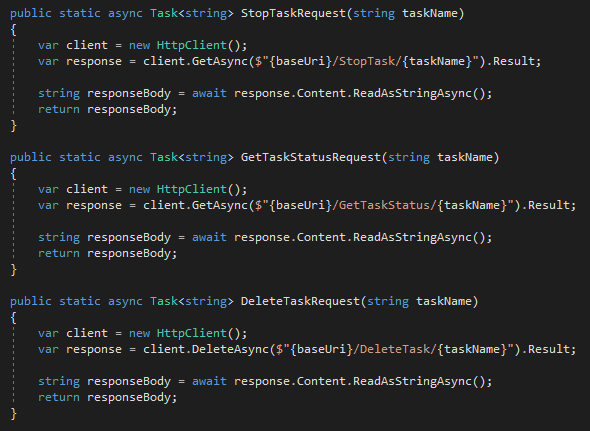 public static async Task<string> StopTaskRequest(string taskName)
{
    var client = new HttpClient();
    var response = client.GetAsync($"{baseUri}/StopTask/{taskName}").Result;

    string responseBody = await response.Content.ReadAsStringAsync();
    return responseBody;
}

public static async Task<string> GetTaskStatusRequest(string taskName)
{
    var client = new HttpClient();
    var response = client.GetAsync($"{baseUri}/GetTaskStatus/{taskName}").Result;

    string responseBody = await response.Content.ReadAsStringAsync();
    return responseBody;
}

public static async Task<string> DeleteTaskRequest(string taskName)
{
    var client = new HttpClient();
    var response = client.DeleteAsync($"{baseUri}/DeleteTask/{taskName}").Result;

    string responseBody = await response.Content.ReadAsStringAsync();
    return responseBody;
}